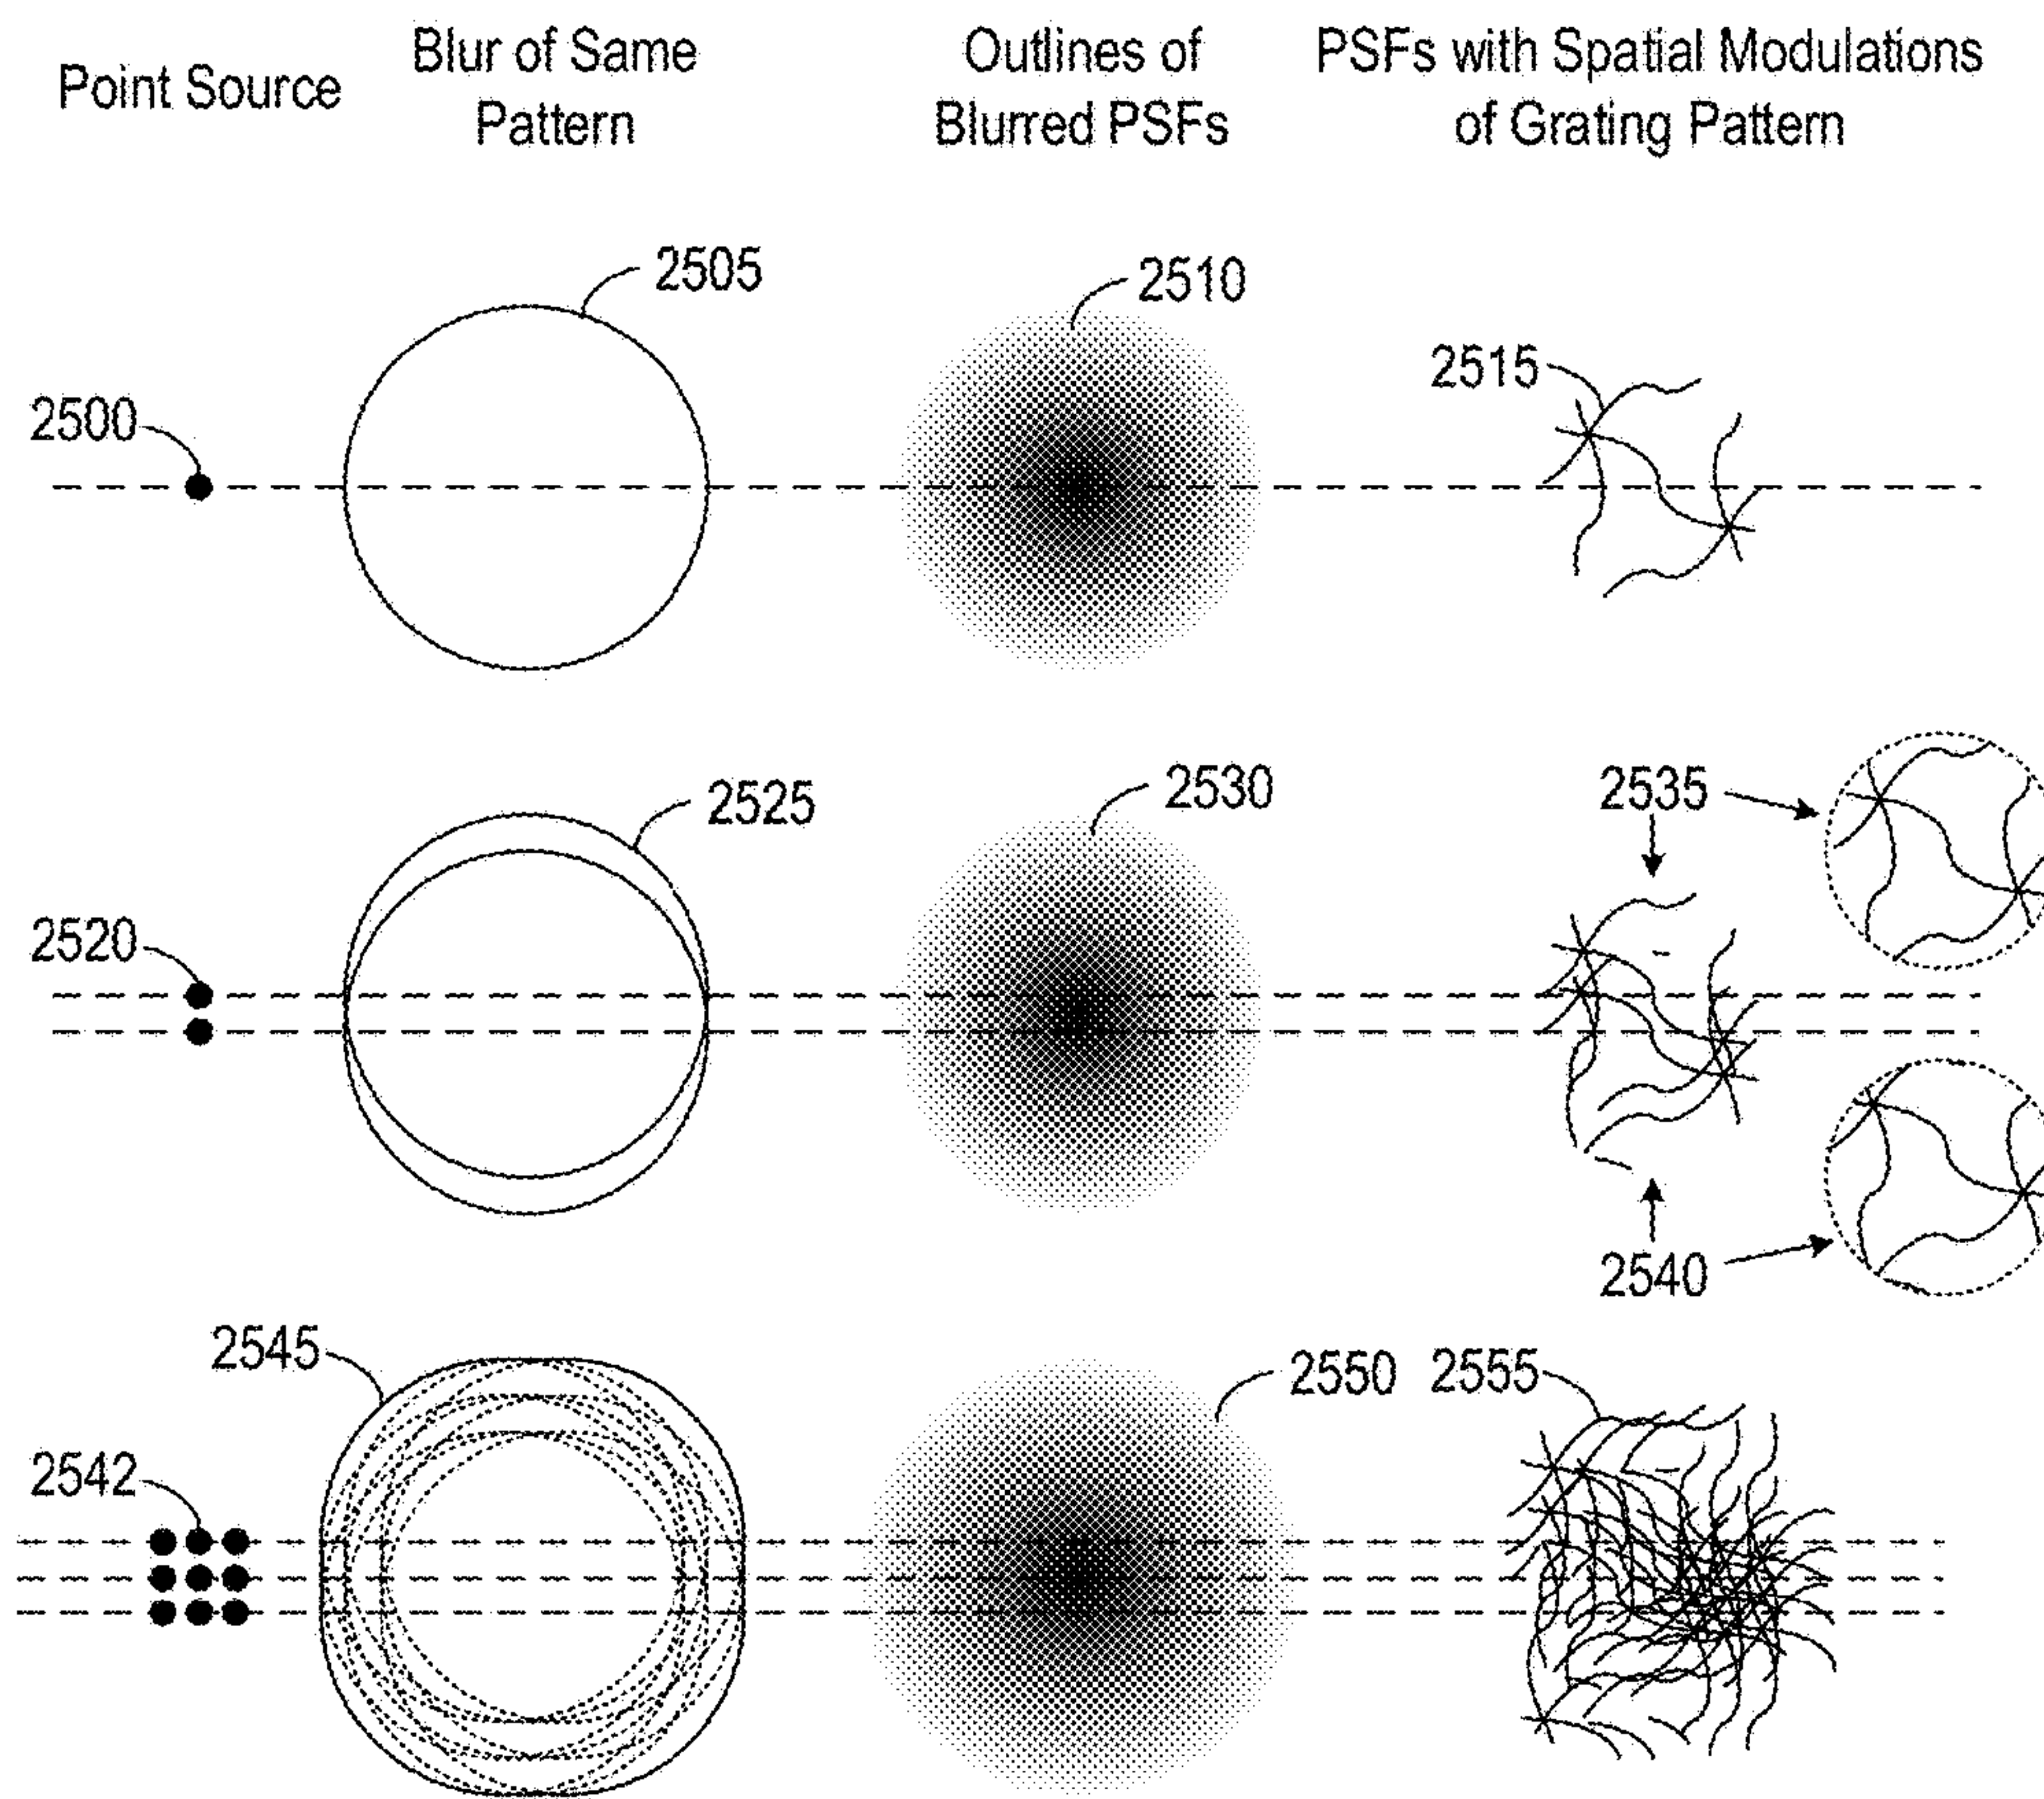 Point Source
Blur of Same
Pattern
Outlines of
Blurred PSFs
PSFs with Spatial Modulations
of Grating Pattern
2505
2510
2515
2500
2525
2530
2535
2520
2540
2545
2550
2555
2542